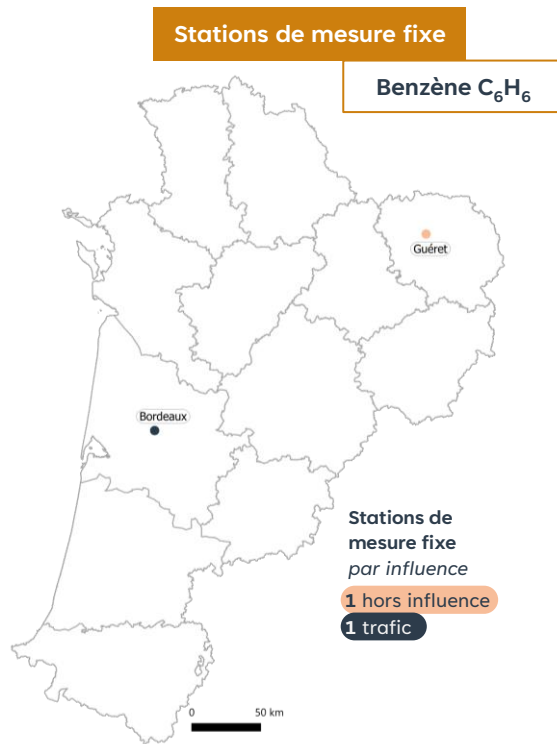 Stations de mesure fixe
Benzène C₆H₆
Guéret
Bordeaux
Stations de
mesure fixe
par influence
1 hors influence
1 trafic
0 50 km